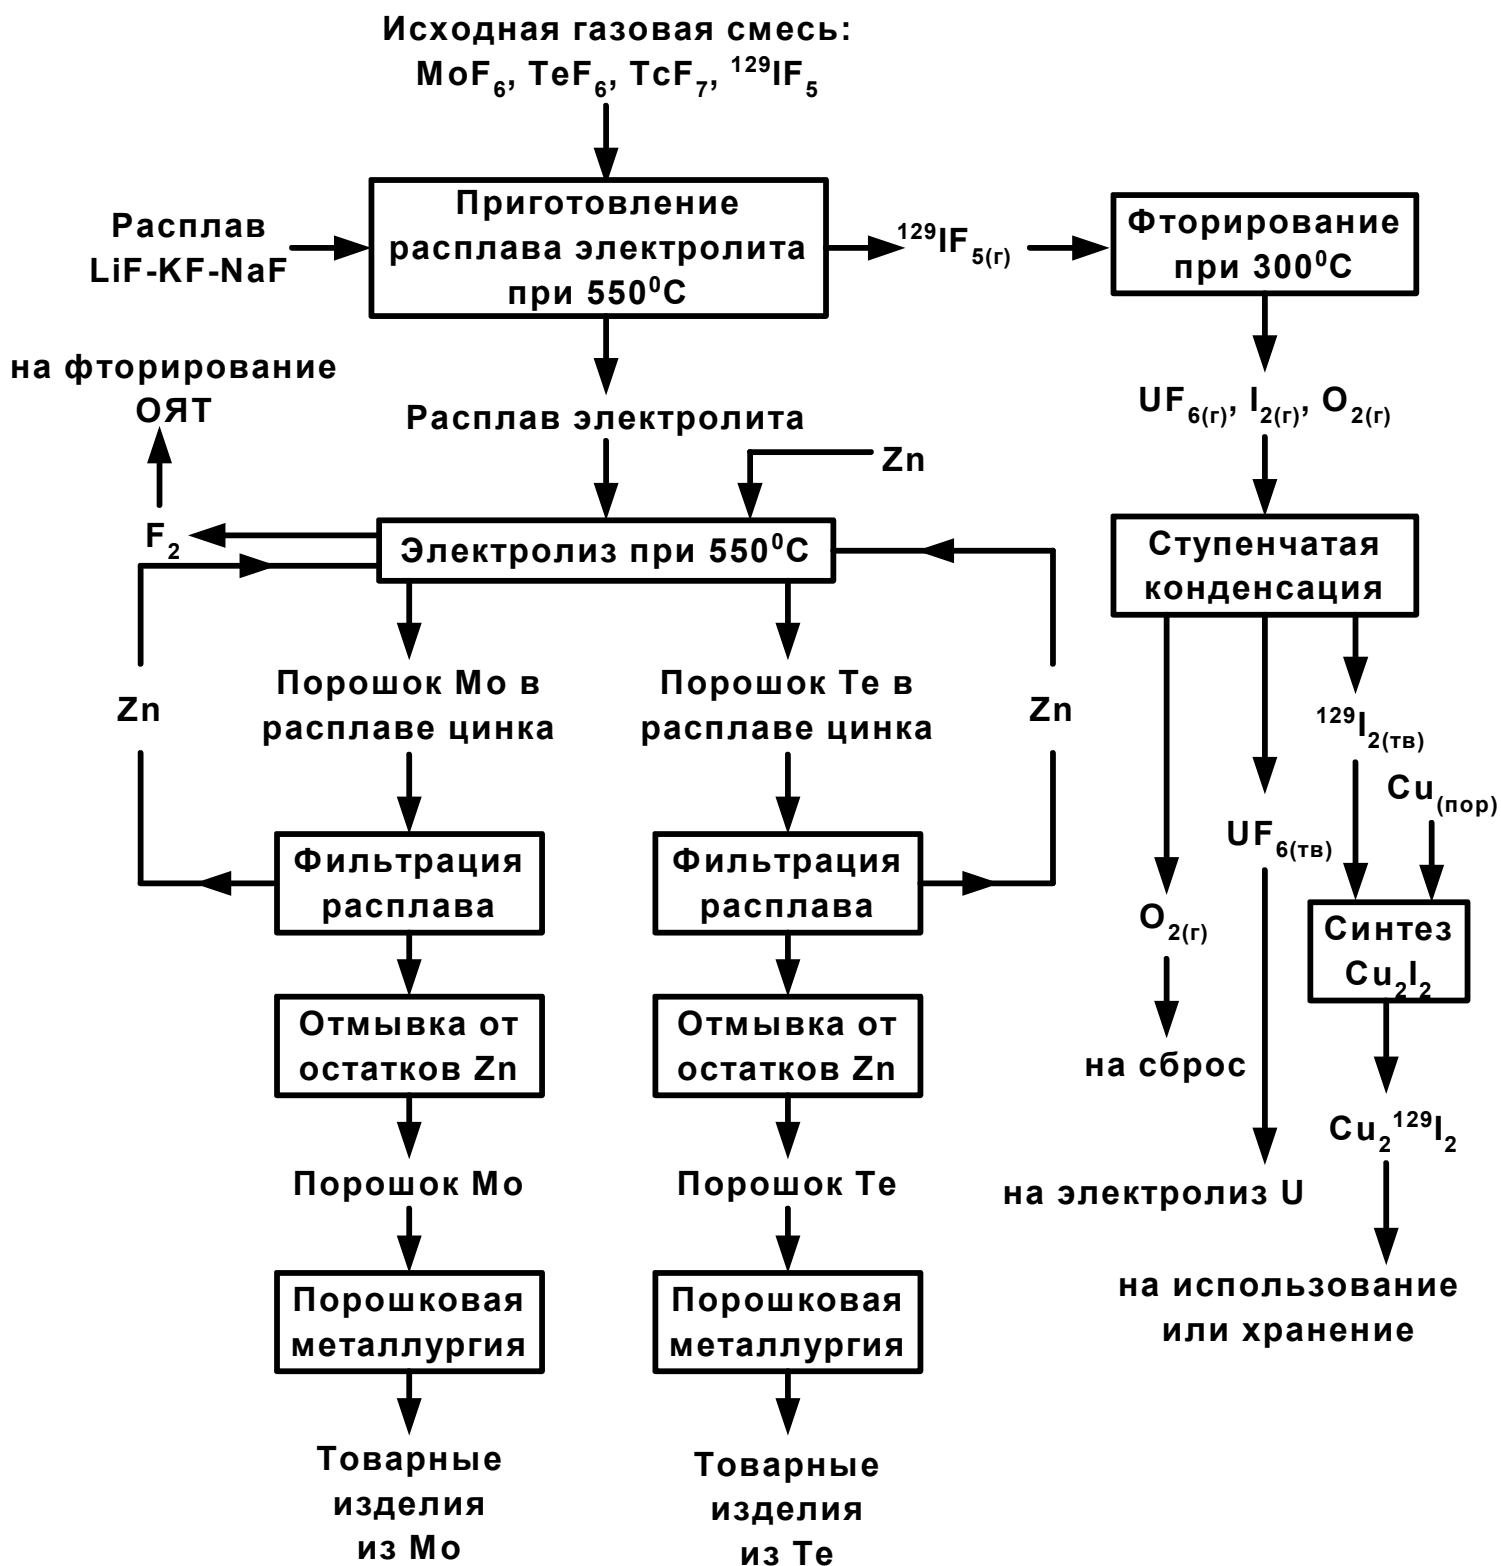 Исходная газовая смесь:
MoF₆, TeF₆, TcF₇, ¹²⁹IF₅
Расплав
LiF-KF-NaF
Приготовление
расплава электролита
при 550⁰С
¹²⁹IF₅₍г₎
Фторирование
при 300⁰С
на фторирование
ОЯТ
Расплав электролита
Zn
UF₆₍г₎, I₂₍г₎, O₂₍г₎
F₂
Электролиз при 550⁰С
Ступенчатая
конденсация
Zn
Порошок Мо в
расплаве цинка
Порошок Te в
расплаве цинка
Zn
¹²⁹I₂₍тв₎
Cu₍пор₎
UF₆₍тв₎
Фильтрация
расплава
Фильтрация
расплава
O₂₍г₎
Синтез
Cu₂I₂
Отмывка от
остатков Zn
Отмывка от
остатков Zn
на сброс
Cu₂¹²⁹I₂
Порошок Мо
Порошок Te
на электролиз U
Порошковая
металлургия
Порошковая
металлургия
на использование
или хранение
Товарные
изделия
из Мо
Товарные
изделия
из Te